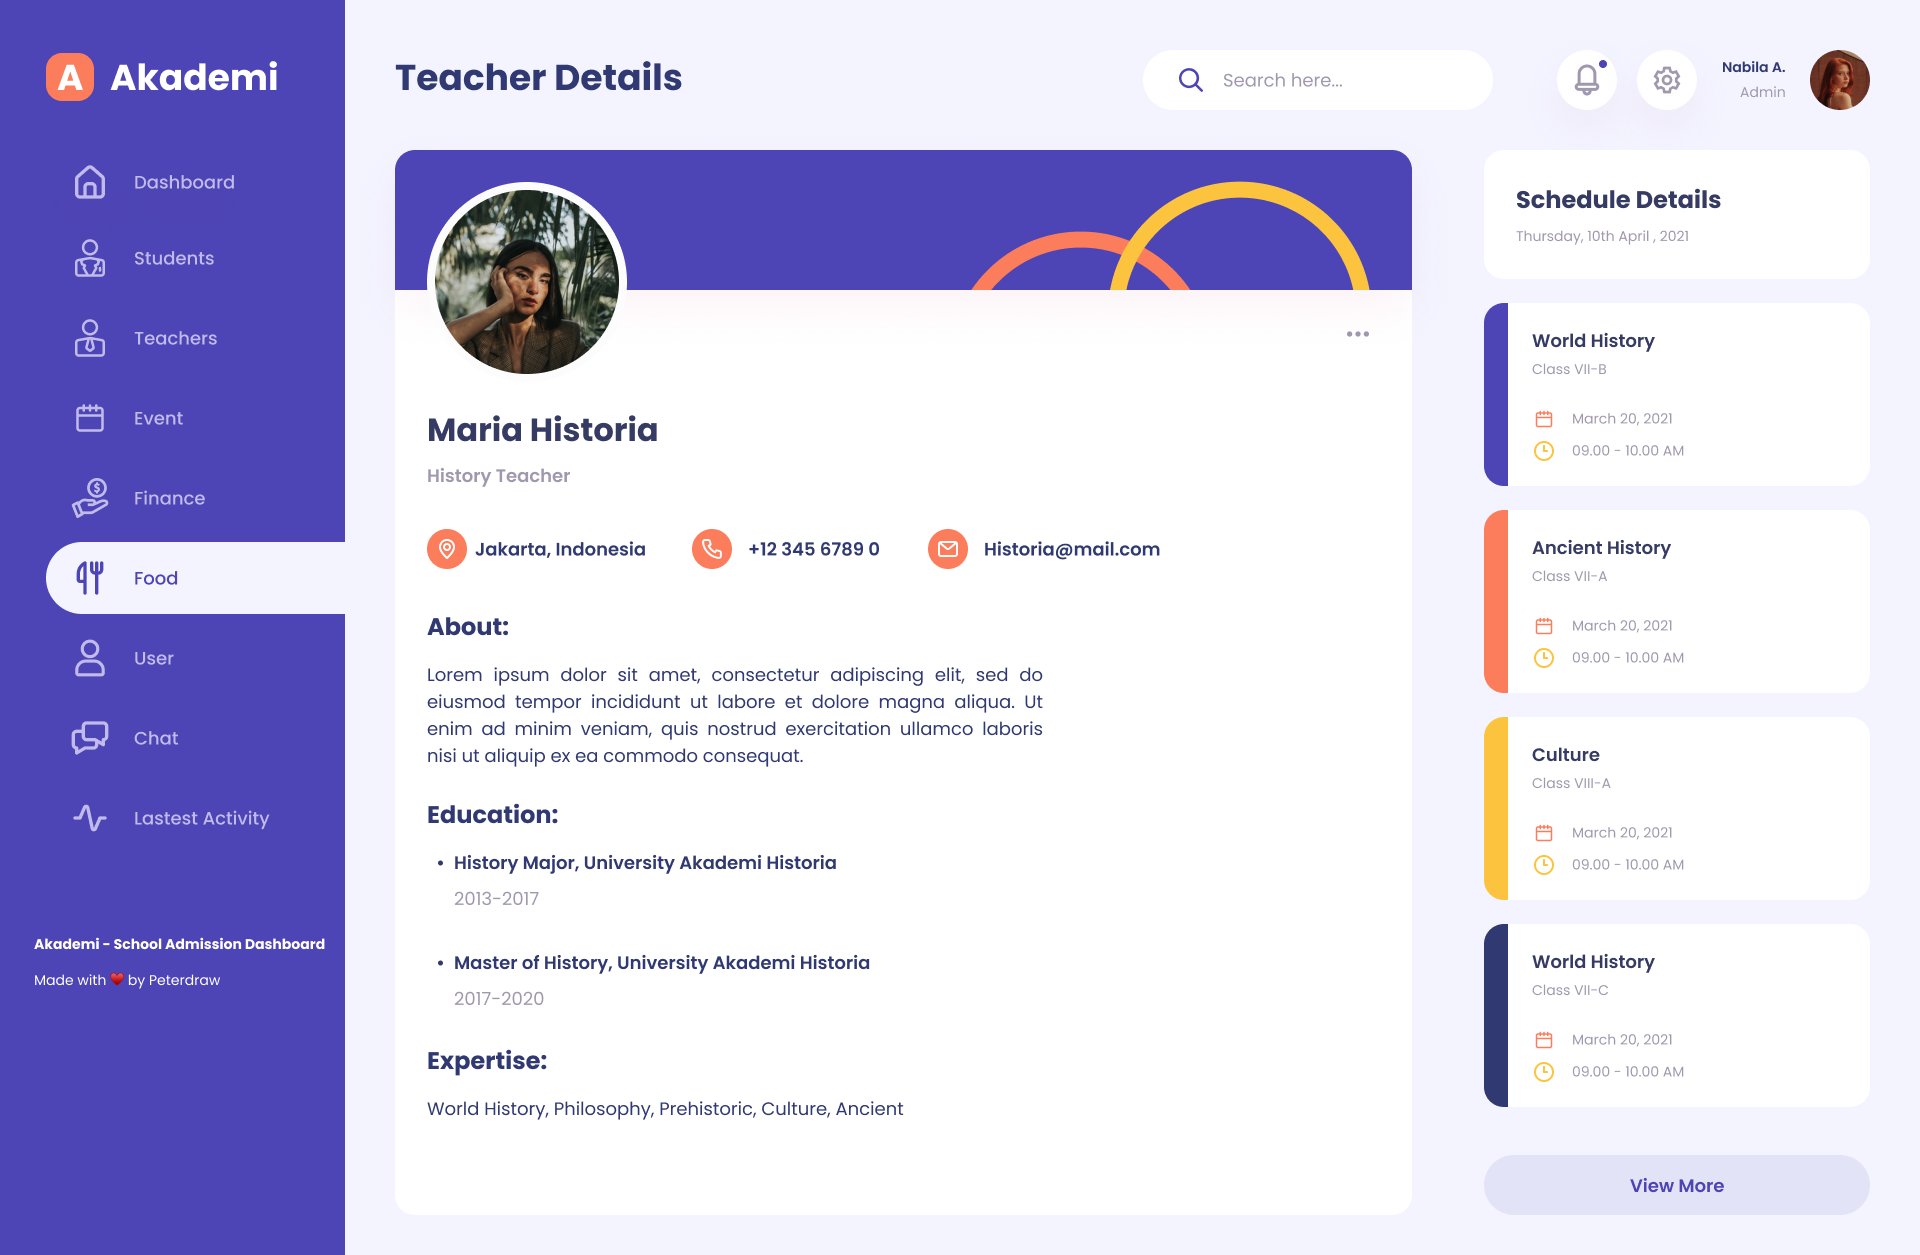 A Akademi
Dashboard
Students
Teachers
Event
Finance
Food
User
Chat
Lastest Activity
Akademi - School Admission Dashboard
Made with ❤️ by Peterdraw
Teacher Details
Search here...
Nabila A.
Admin
Maria Historia
History Teacher
Jakarta, Indonesia
+12 345 6789 0
Historia@mail.com
About:
Lorem ipsum dolor sit amet, consectetur adipiscing elit, sed do
eiusmod tempor incididunt ut labore et dolore magna aliqua. Ut
enim ad minim veniam, quis nostrud exercitation ullamco laboris
nisi ut aliquip ex ea commodo consequat.
Education:
• History Major, University Akademi Historia
2013-2017
• Master of History, University Akademi Historia
2017-2020
Expertise:
World History, Philosophy, Prehistoric, Culture, Ancient
Schedule Details
Thursday, 10th April , 2021
World History
Class VII-B
March 20, 2021
09.00 - 10.00 AM
Ancient History
Class VII-A
March 20, 2021
09.00 - 10.00 AM
Culture
Class VIII-A
March 20, 2021
09.00 - 10.00 AM
World History
Class VII-C
March 20, 2021
09.00 - 10.00 AM
View More